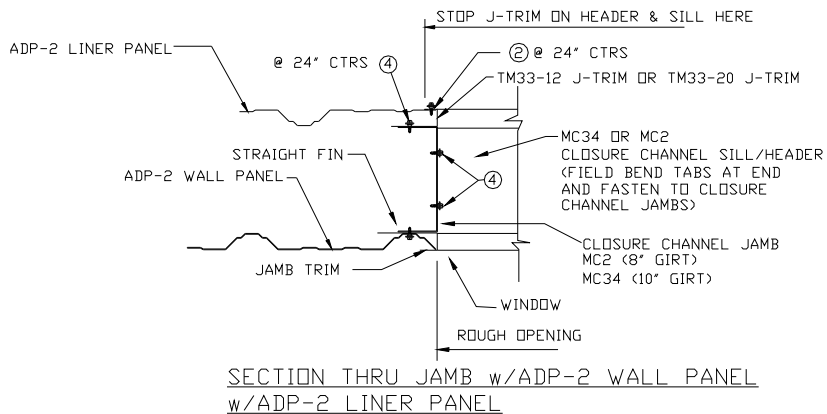 STOP J-TRIM ON HEADER & SILL HERE
ADP-2 LINER PANEL
@ 24" CTRS 4
2 @ 24" CTRS
TM33-12 J-TRIM OR TM33-20 J-TRIM
STRAIGHT FIN
ADP-2 WALL PANEL
4
MC34 OR MC2
CLOSURE CHANNEL SILL/HEADER
(FIELD BEND TABS AT END
AND FASTEN TO CLOSURE
CHANNEL JAMBS)
JAMB TRIM
CLOSURE CHANNEL JAMB
MC2 (8" GIRT)
MC34 (10" GIRT)
WINDOW
ROUGH OPENING
SECTION THRU JAMB w/ADP-2 WALL PANEL
w/ADP-2 LINER PANEL